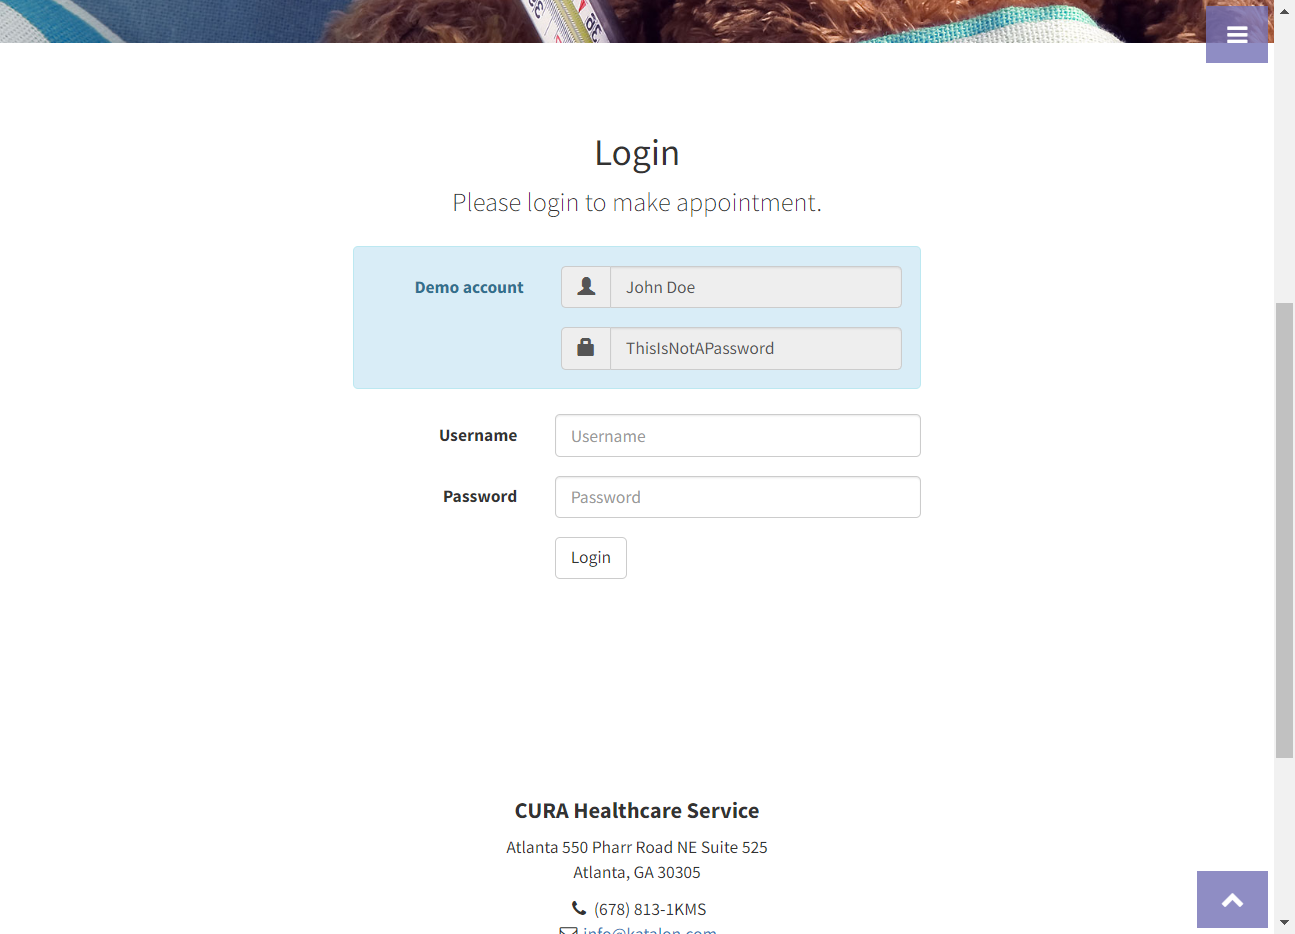 Login
Please login to make appointment.
Demo account
John Doe
ThisIsNotAPassword
Username
Username
Password
Password
Login
CURA Healthcare Service
Atlanta 550 Pharr Road NE Suite 525
Atlanta, GA 30305
(678) 813-1KMS
info@katalon.com